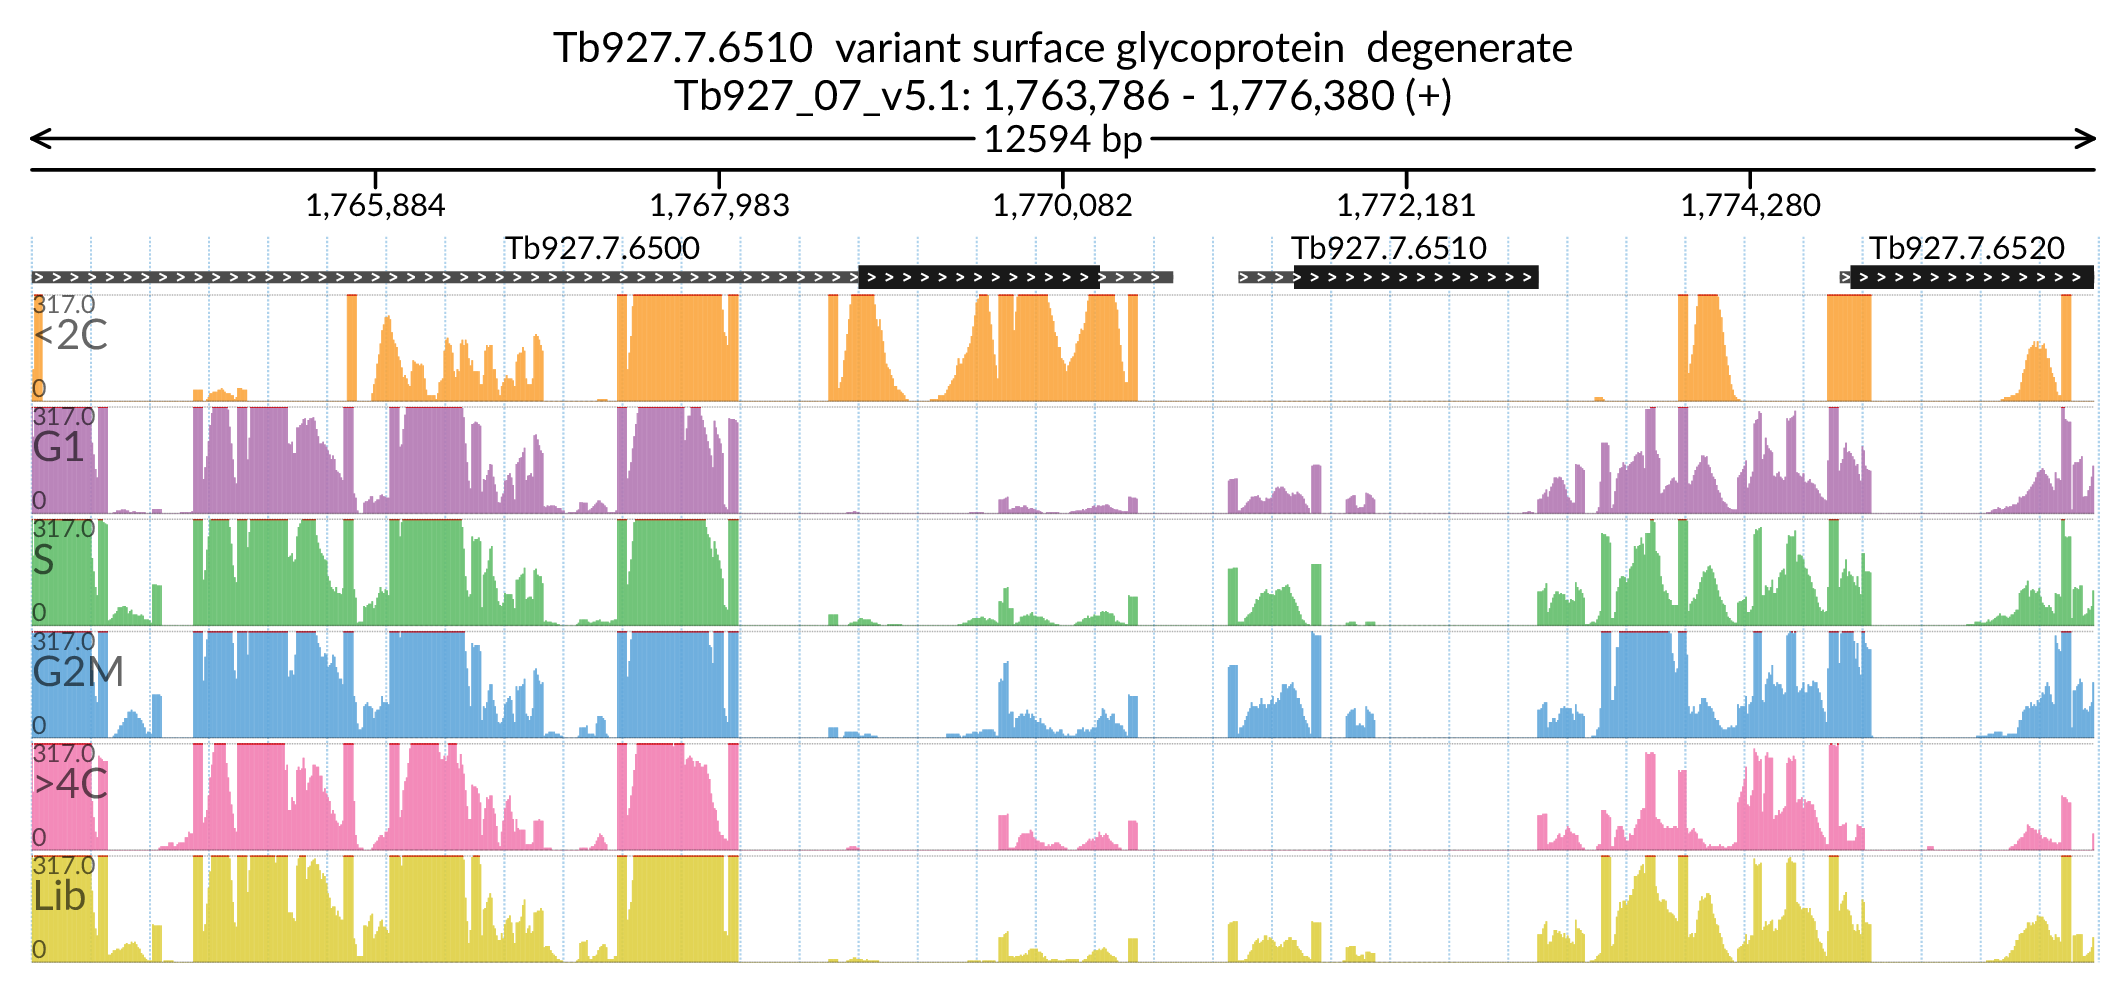 Tb927.7.6510  variant surface glycoprotein  degenerate
Tb927_07_v5.1: 1,763,786 - 1,776,380 (+)
12594 bp
1,765,884 1,767,983 1,770,082 1,772,181 1,774,280
Tb927.7.6500 Tb927.7.6510 Tb927.7.6520
317.0
<2C
0
317.0
G1
0
317.0
S
0
317.0
G2M
0
317.0
>4C
0
317.0
Lib
0